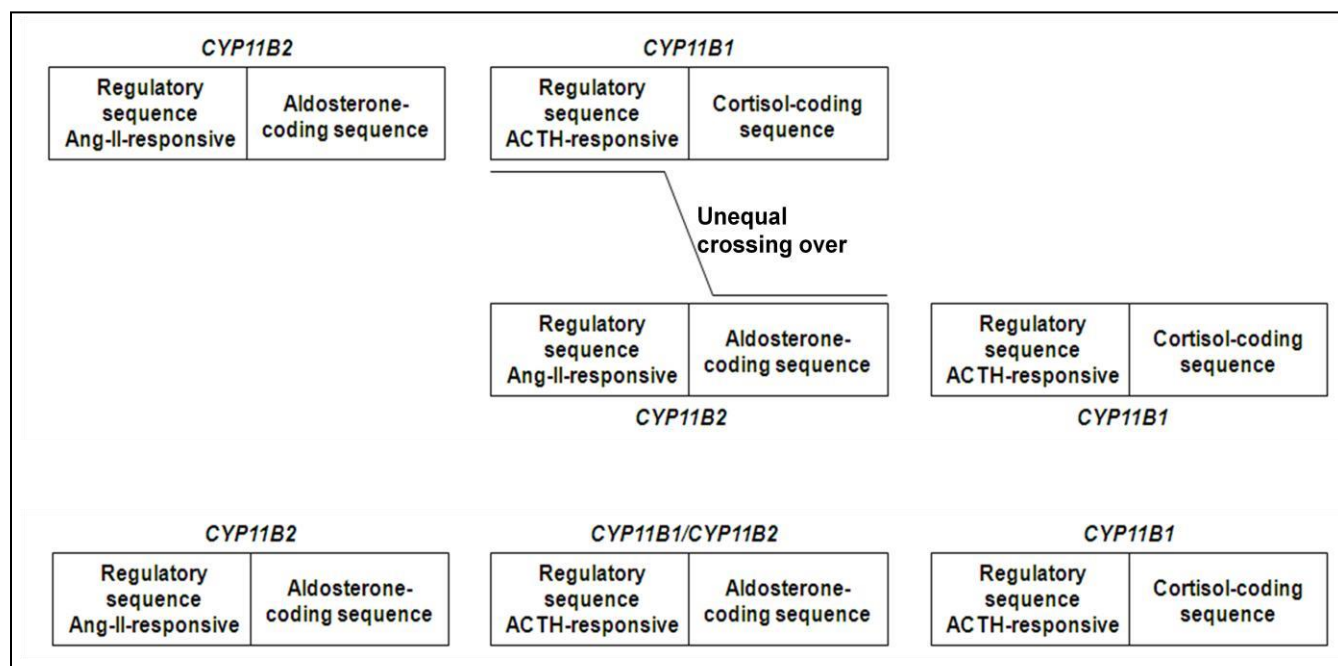 CYP11B2
CYP11B1
Regulatory
sequence
Ang-II-responsive
Aldosterone-
coding sequence
Regulatory
sequence
ACTH-responsive
Cortisol-coding
sequence
Unequal
crossing over
Regulatory
sequence
Ang-II-responsive
Aldosterone-
coding sequence
Regulatory
sequence
ACTH-responsive
Cortisol-coding
sequence
CYP11B2
CYP11B1
CYP11B2
CYP11B1/CYP11B2
CYP11B1
Regulatory
sequence
Ang-II-responsive
Aldosterone-
coding sequence
Regulatory
sequence
ACTH-responsive
Aldosterone-
coding sequence
Regulatory
sequence
ACTH-responsive
Cortisol-coding
sequence